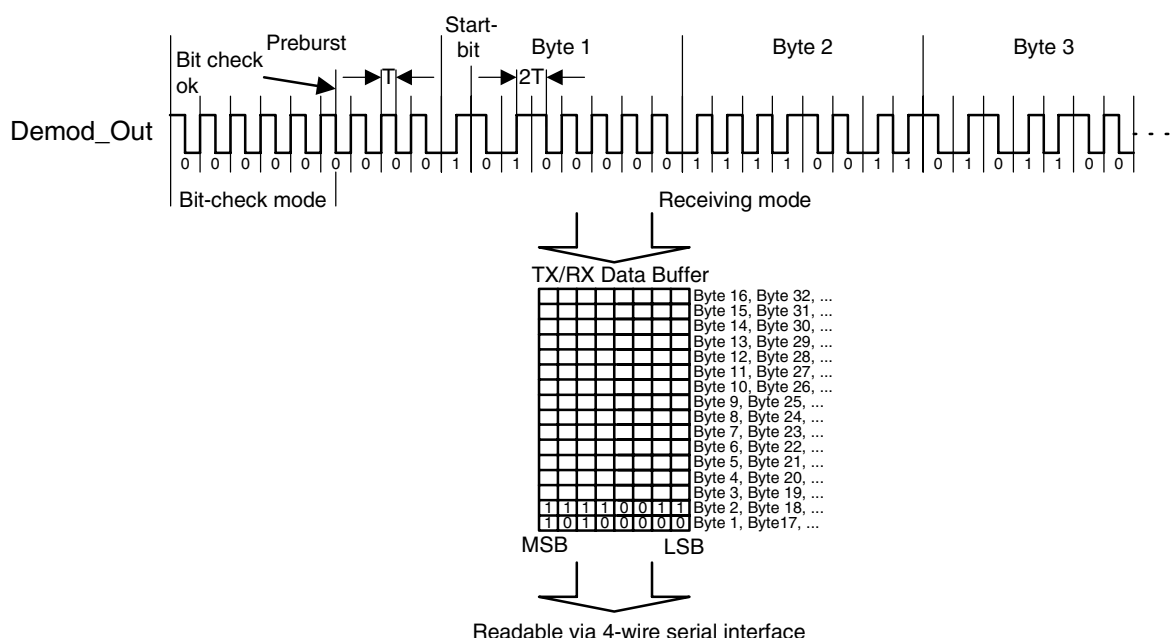 Preburst
Start-
bit
Byte 1
Byte 2
Byte 3
Bit check
ok
T
2T
Demod_Out
0 0 0 0 0 0 0 0 0 1 0 1 0 0 0 0 0 1 1 1 1 0 0 1 1 0 1 0 1 1 0 0
Bit-check mode
Receiving mode
TX/RX Data Buffer
Byte 16, Byte 32, ...
Byte 15, Byte 31, ...
Byte 14, Byte 30, ...
Byte 13, Byte 29, ...
Byte 12, Byte 28, ...
Byte 11, Byte 27, ...
Byte 10, Byte 26, ...
Byte 9, Byte 25, ...
Byte 8, Byte 24, ...
Byte 7, Byte 23, ...
Byte 6, Byte 22, ...
Byte 5, Byte 21, ...
Byte 4, Byte 20, ...
Byte 3, Byte 19, ...
1 1 1 1 0 0 1 1 Byte 2, Byte 18, ...
1 0 1 0 0 0 0 0 Byte 1, Byte17, ...
MSB
LSB
Readable via 4-wire serial interface